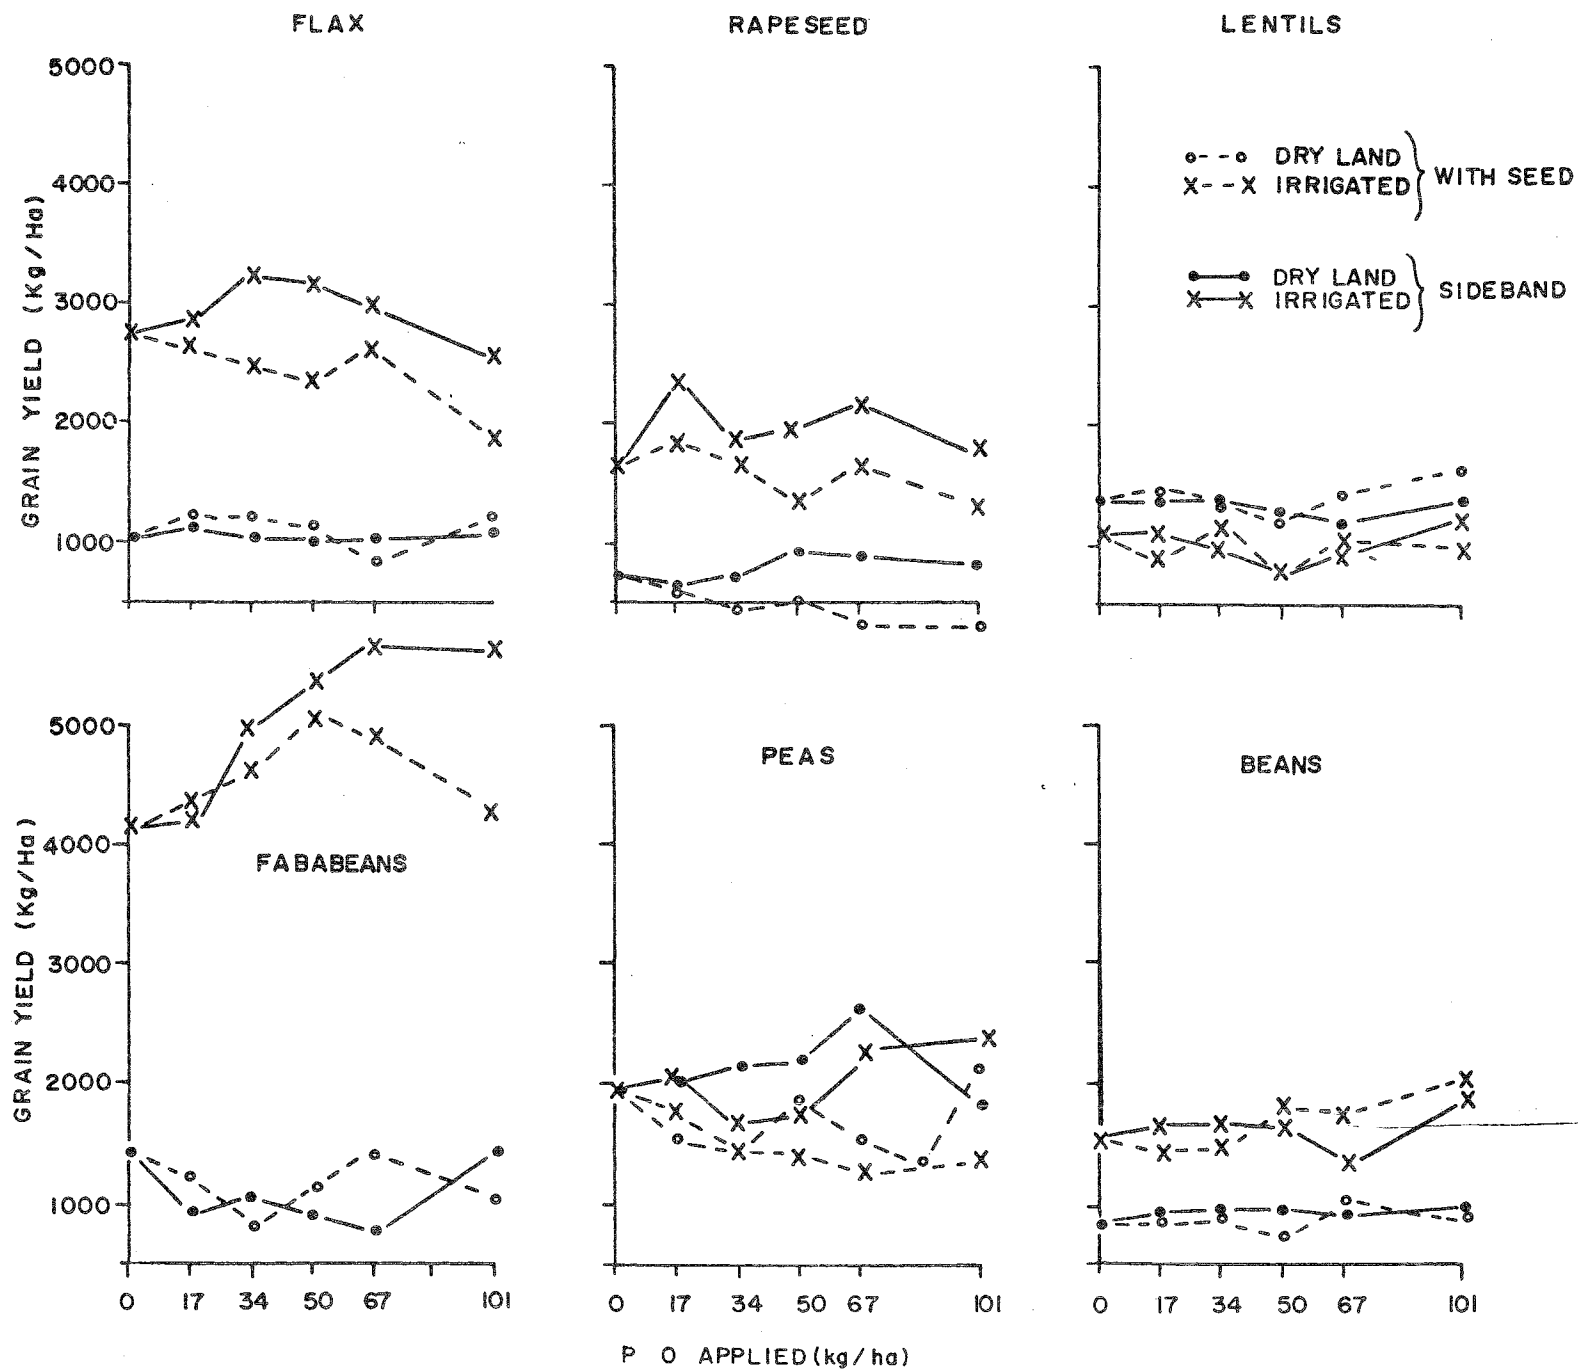 FLAX
RAPESEED
LENTILS
5000
4000
3000
2000
1000
GRAIN YIELD (Kg/Ha)
DRY LAND
IRRIGATED
WITH SEED
DRY LAND
IRRIGATED
SIDEBAND
5000
4000
3000
2000
1000
GRAIN YIELD (Kg/Ha)
FABABEANS
PEAS
BEANS
0 17 34 50 67 101
0 17 34 50 67 101
0 17 34 50 67 101
P O APPLIED (kg/ha)